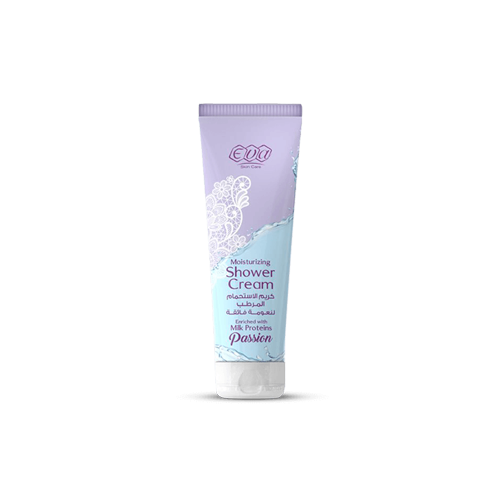 eva
Skin Care
Moisturizing
Shower
Cream
كريم الاستحمام
المرطب
لنعومة فائقة
Enriched with
Milk Proteins
Passion